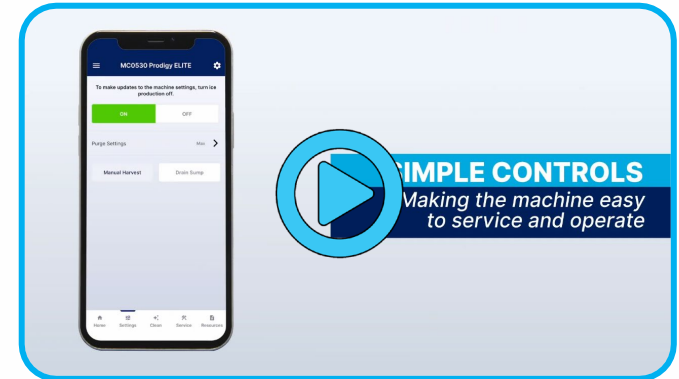 MC0530 Prodigy ELITE
To make updates to the machine settings, turn ice
production off.
ON OFF
Purge Settings Max
Manual Harvest Drain Sump
Home Settings Clean Service Resources
SIMPLE CONTROLS
Making the machine easy
to service and operate